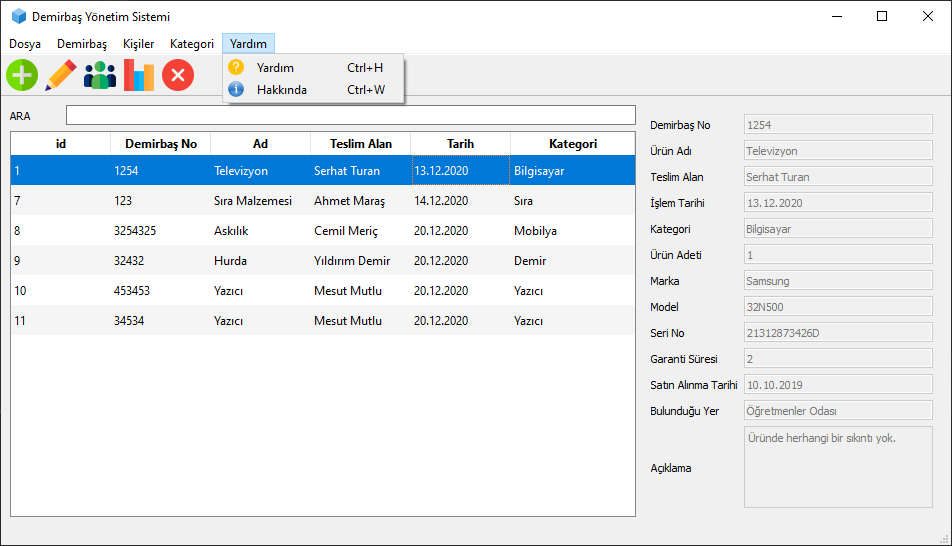 Demirbaş Yönetim Sistemi
Dosya Demirbaş Kişiler Kategori Yardım
Yardım Ctrl+H
Hakkında Ctrl+W
ARA
id Demirbaş No Ad Teslim Alan Tarih Kategori
1 1254 Televizyon Serhat Turan 13.12.2020 Bilgisayar
7 123 Sıra Malzemesi Ahmet Maraş 14.12.2020 Sıra
8 3254325 Askılık Cemil Meriç 20.12.2020 Mobilya
9 32432 Hurda Yıldırım Demir 20.12.2020 Demir
10 453453 Yazıcı Mesut Mutlu 20.12.2020 Yazıcı
11 34534 Yazıcı Mesut Mutlu 20.12.2020 Yazıcı
Demirbaş No 1254
Ürün Adı Televizyon
Teslim Alan Serhat Turan
İşlem Tarihi 13.12.2020
Kategori Bilgisayar
Ürün Adeti 1
Marka Samsung
Model 32N500
Seri No 21312873426D
Garanti Süresi 2
Satın Alınma Tarihi 10.10.2019
Bulunduğu Yer Öğretmenler Odası
Açıklama Üründe herhangi bir sıkıntı yok.